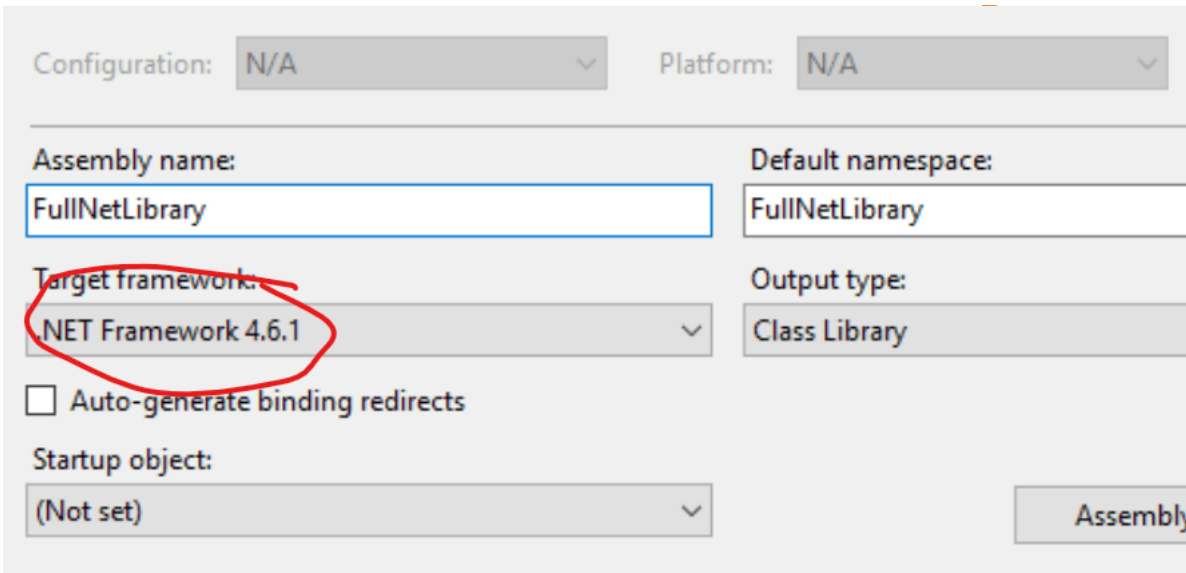 Configuration: N/A Platform: N/A
Assembly name: Default namespace:
FullNetLibrary FullNetLibrary
Target framework: Output type:
.NET Framework 4.6.1 Class Library
Auto-generate binding redirects
Startup object:
(Not set) Assembly